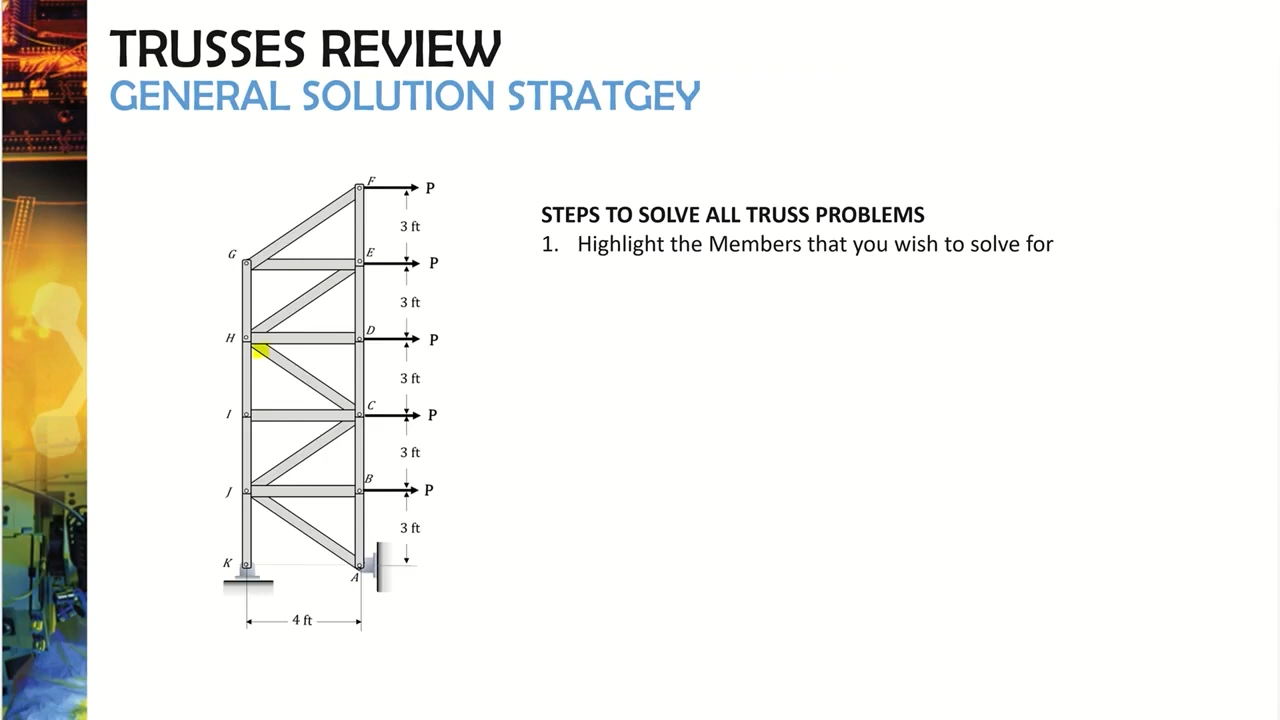 TRUSSES REVIEW
GENERAL SOLUTION STRATGEY
F
P
3 ft
STEPS TO SOLVE ALL TRUSS PROBLEMS
1. Highlight the Members that you wish to solve for
G
E
P
3 ft
H
D
P
3 ft
I
C
P
3 ft
J
B
P
3 ft
K
A
4 ft